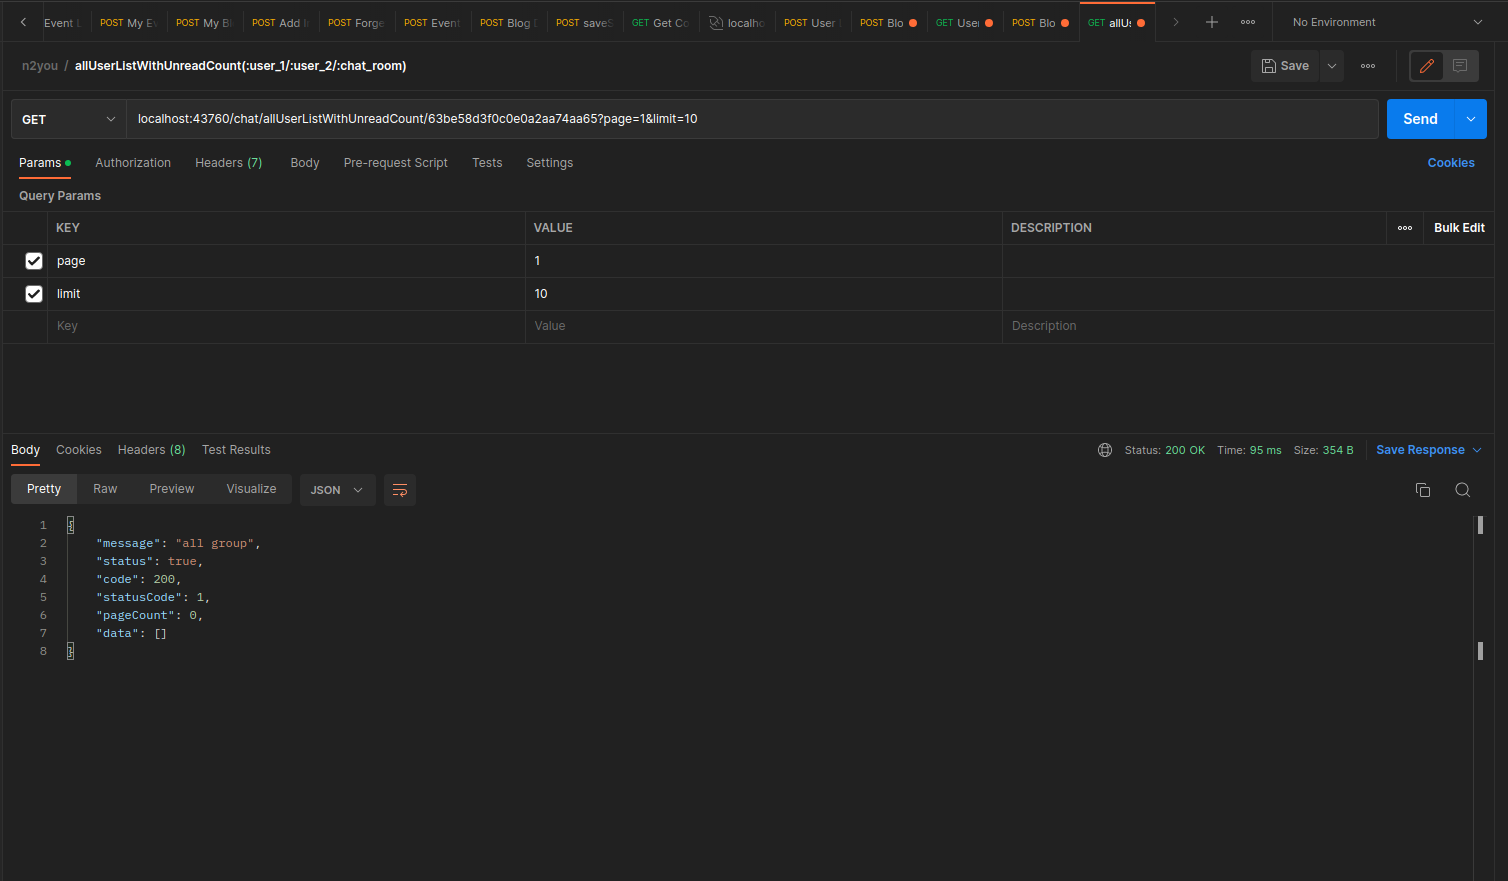 Event L POST My Ev POST My Bl POST Add I POST Forge POST Event POST Blog D POST saveS GET Get Co localho POST User POST Blo GET User POST Blo GET allUs No Environment
n2you / allUserListWithUnreadCount(:user_1/:user_2/:chat_room) Save
GET localhost:43760/chat/allUserListWithUnreadCount/63be58d3f0c0e0a2aa74aa65?page=1&limit=10 Send
Params Authorization Headers (7) Body Pre-request Script Tests Settings Cookies
Query Params
KEY VALUE DESCRIPTION Bulk Edit
page 1
limit 10
Key Value Description
Body Cookies Headers (8) Test Results Status: 200 OK Time: 95 ms Size: 354 B Save Response
Pretty Raw Preview Visualize JSON
1 {
2 "message": "all group",
3 "status": true,
4 "code": 200,
5 "statusCode": 1,
6 "pageCount": 0,
7 "data": []
8 }